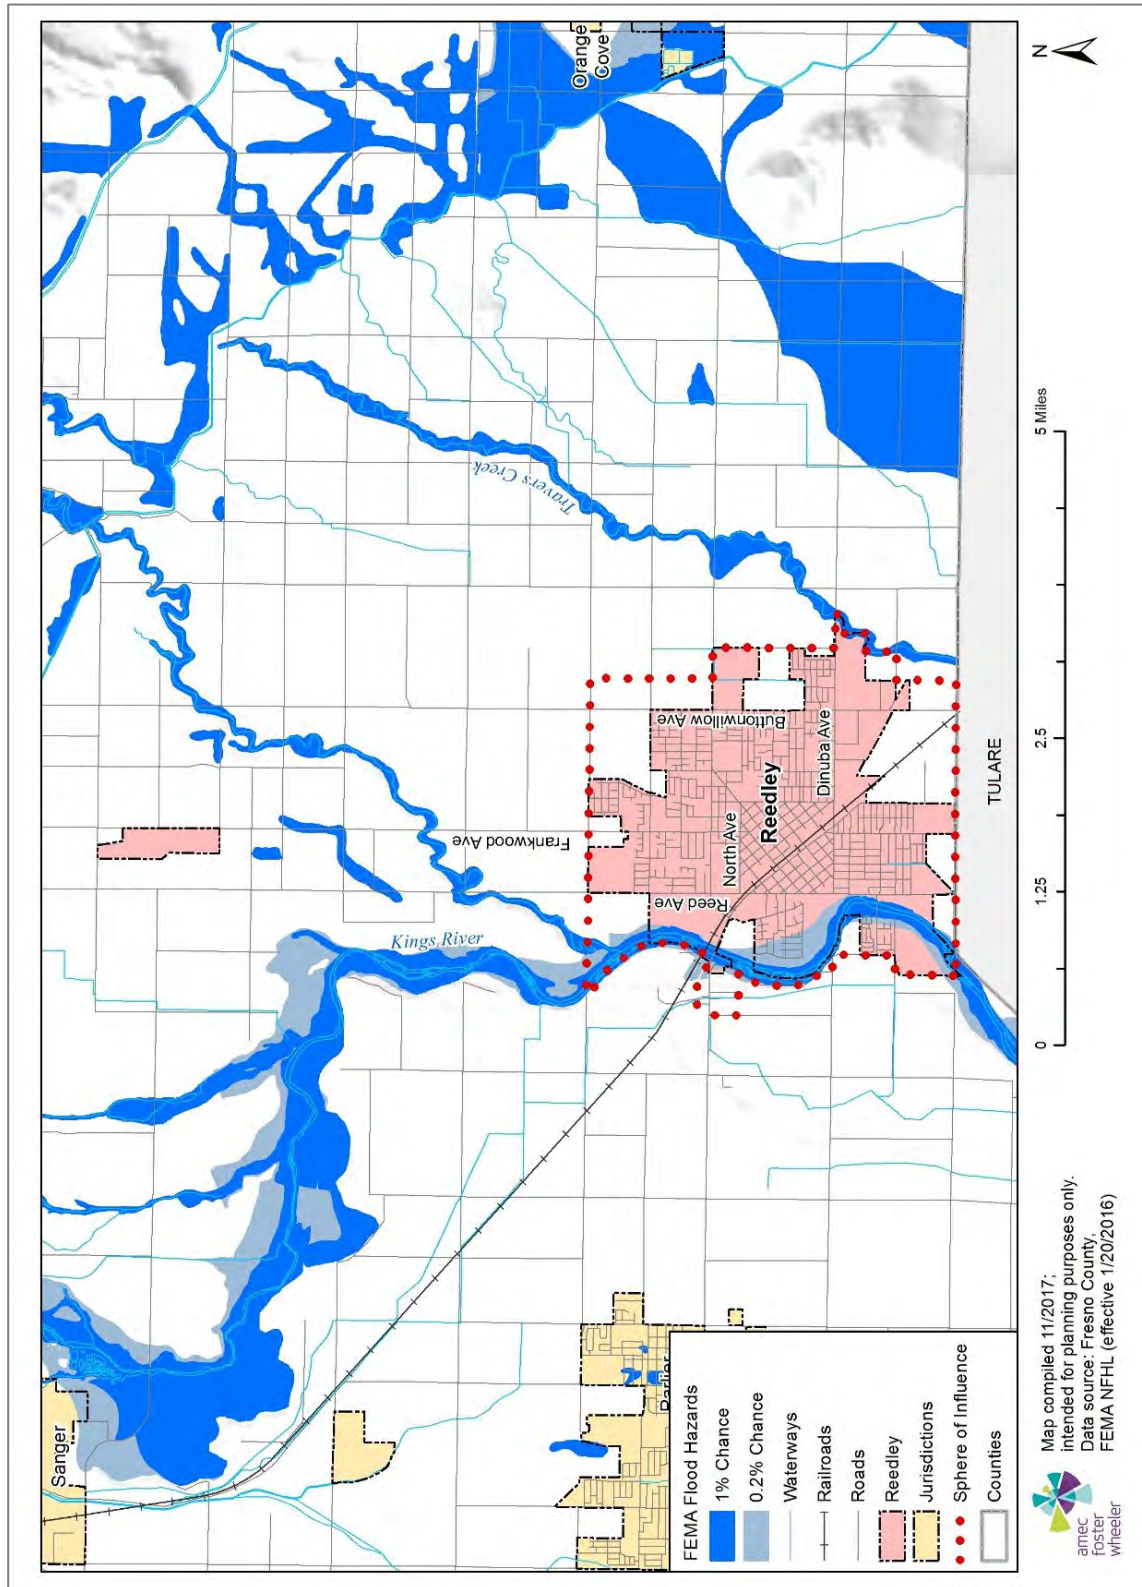 Sanger
Orange
Cove
Kings River
Travers Creek
Frankwood Ave
Reed Ave
North Ave
Reedley
Buttonwillow Ave
Dinuba Ave
Parlier
TULARE
FEMA Flood Hazards
1% Chance
0.2% Chance
Waterways
Railroads
Roads
Reedley
Jurisdictions
Sphere of Influence
Counties
0
1.25
2.5
5 Miles
N
amec
foster
wheeler
Map compiled 11/2017;
intended for planning purposes only.
Data source: Fresno County,
FEMA NFHL (effective 1/20/2016)